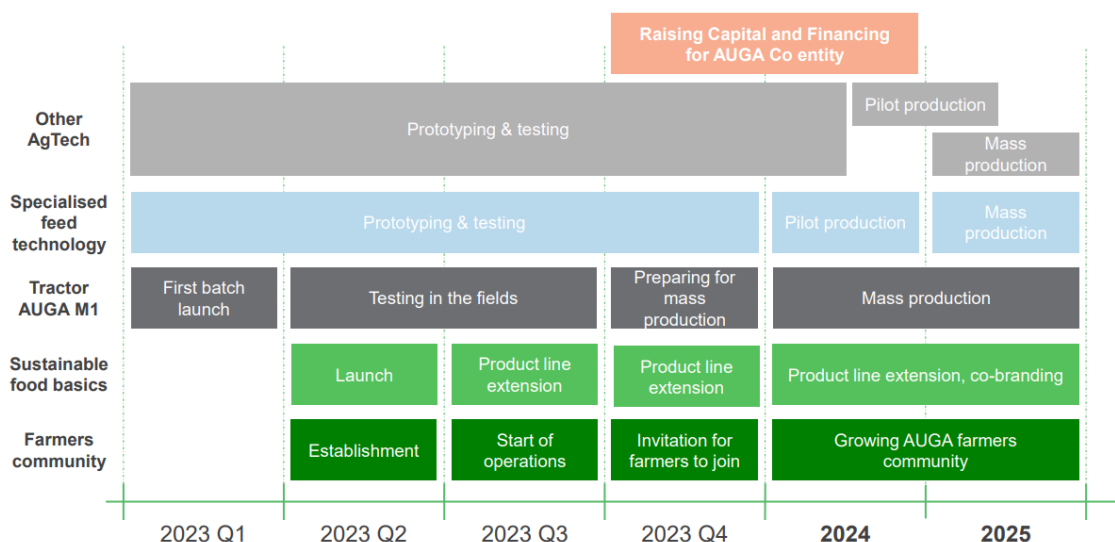 Raising Capital and Financing
for AUGA Co entity
Other
AgTech
Prototyping & testing
Pilot production
Mass
production
Specialised
feed
technology
Prototyping & testing
Pilot production
Mass
production
Tractor
AUGA M1
First batch
launch
Testing in the fields
Preparing for
mass
production
Mass production
Sustainable
food basics
Launch
Product line
extension
Product line
extension
Product line extension, co-branding
Farmers
community
Establishment
Start of
operations
Invitation for
farmers to join
Growing AUGA farmers
community
2023 Q1
2023 Q2
2023 Q3
2023 Q4
2024
2025